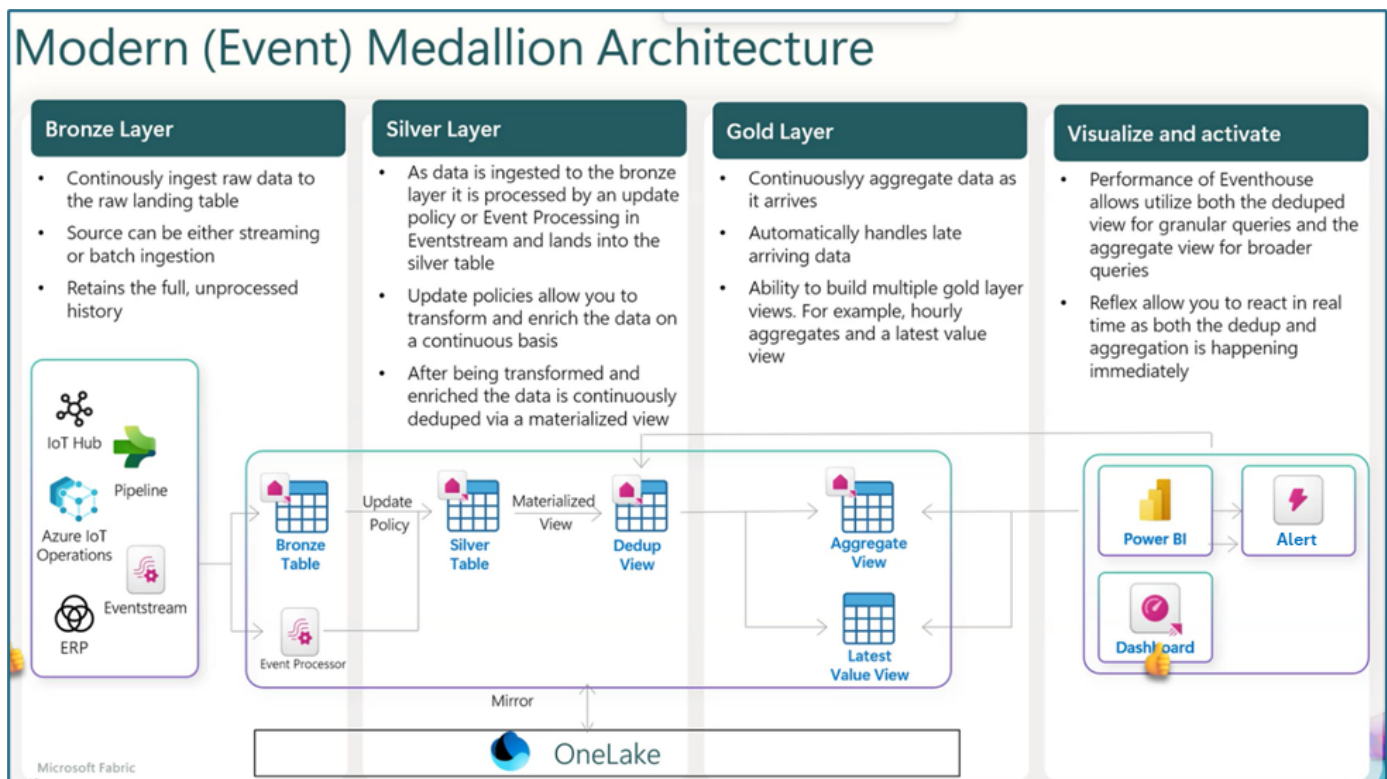 Modern (Event) Medallion Architecture
Bronze Layer
• Continously ingest raw data to
the raw landing table
• Source can be either streaming
or batch ingestion
• Retains the full, unprocessed
history
Silver Layer
• As data is ingested to the bronze
layer it is processed by an update
policy or Event Processing in
Eventstream and lands into the
silver table
• Update policies allow you to
transform and enrich the data on
a continuous basis
• After being transformed and
enriched the data is continuously
deduped via a materialized view
Gold Layer
• Continuouslyy aggregate data as
it arrives
• Automatically handles late
arriving data
• Ability to build multiple gold layer
views. For example, hourly
aggregates and a latest value
view
Visualize and activate
• Performance of Eventhouse
allows utilize both the deduped
view for granular queries and the
aggregate view for broader
queries
• Reflex allow you to react in real
time as both the dedup and
aggregation is happening
immediately
IoT Hub
Pipeline
Azure IoT
Operations
Eventstream
ERP
Bronze
Table
Event Processor
Update
Policy
Silver
Table
Materialized
View
Dedup
View
Aggregate
View
Latest
Value View
Power BI
Alert
Dashboard
Mirror
OneLake
Microsoft Fabric